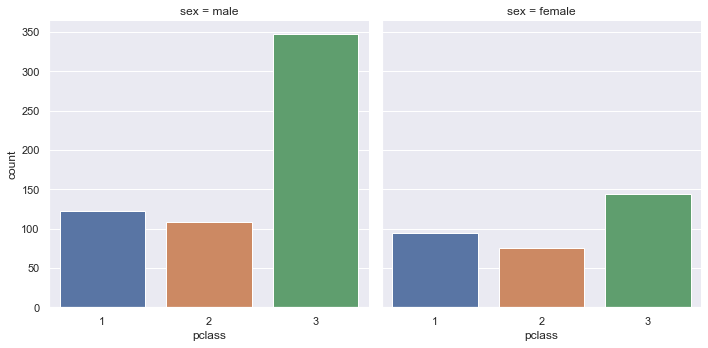 sex = male
sex = female
350
300
250
200
150
100
50
0
count
1 2 3
pclass
1 2 3
pclass